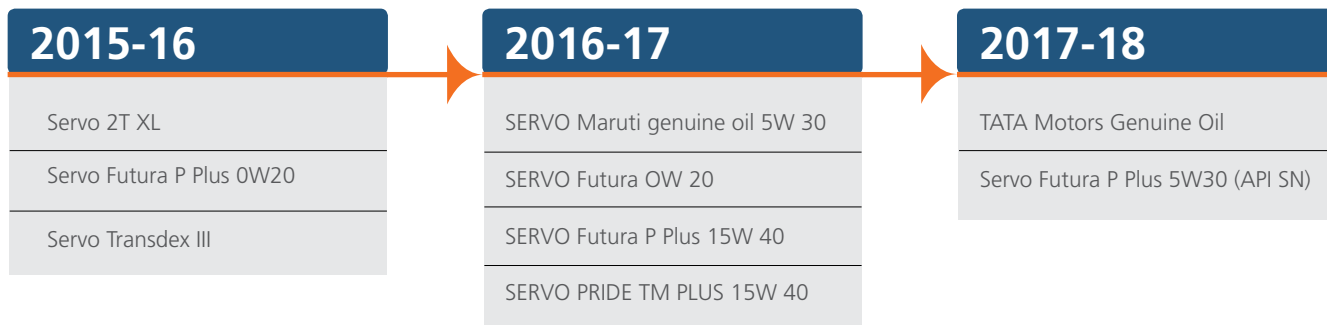 2015-16
Servo 2T XL
Servo Futura P Plus 0W20
Servo Transdex III
2016-17
SERVO Maruti genuine oil 5W 30
SERVO Futura OW 20
SERVO Futura P Plus 15W 40
SERVO PRIDE TM PLUS 15W 40
2017-18
TATA Motors Genuine Oil
Servo Futura P Plus 5W30 (API SN)